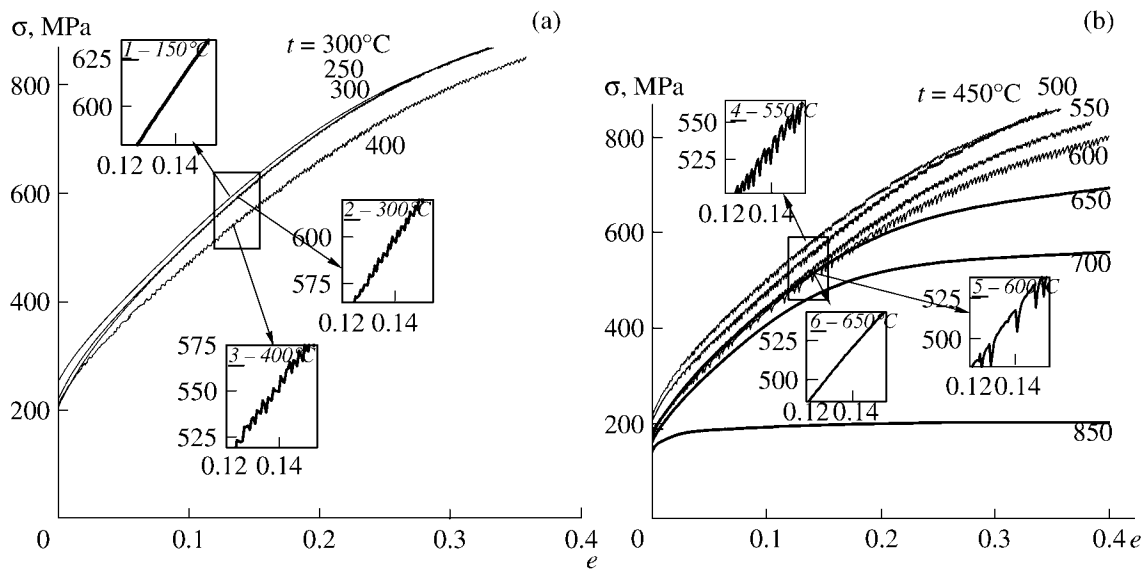 σ, MPa
(a)
t = 300°C
250
300
400
1 – 150°C
625
600
0.12 0.14
2 – 300°C
600
575
0.12 0.14
3 – 400°C
575
550
525
0.12 0.14
800
600
400
200
0 0.1 0.2 0.3 0.4
e
(b)
σ, MPa
t = 450°C
500
550
600
650
700
850
4 – 550°C
550
525
0.12 0.14
5 – 600°C
525
500
0.12 0.14
6 – 650°C
525
500
0.12 0.14
800
600
400
200
0 0.1 0.2 0.3 0.4 e